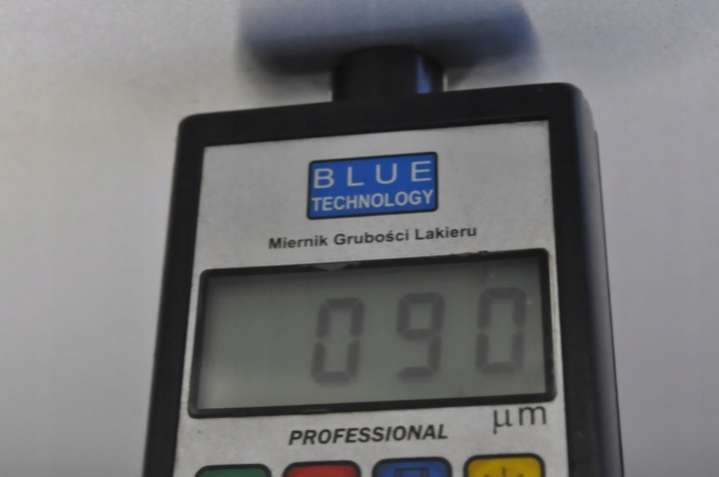 BLUE
TECHNOLOGY
Miernik Grubości Lakieru
090
µm
PROFESSIONAL